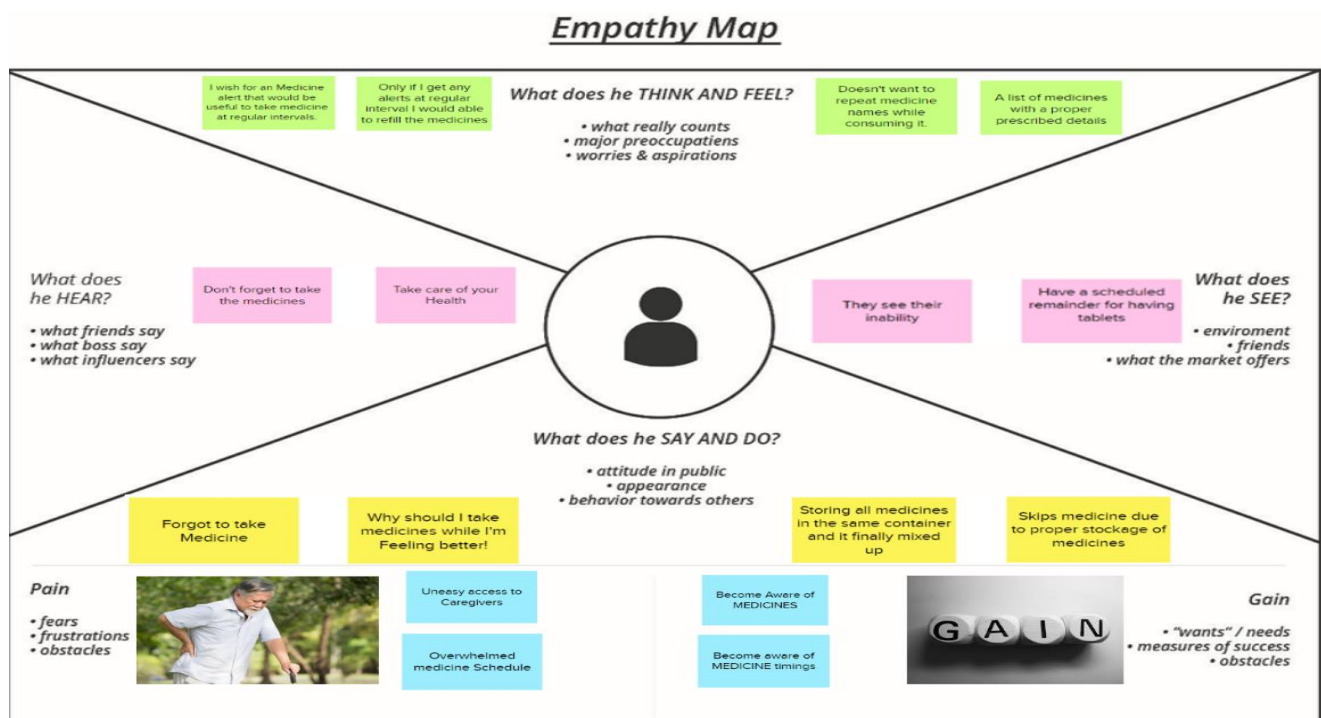 Empathy Map
I wish for an Medicine
alert that would be
useful to take medicine
at regular intervals.
Only if I get any
alerts at regular
interval I would able
to refill the medicines
What does he THINK AND FEEL?
• what really counts
• major preoccupatiens
• worries & aspirations
Doesn't want to
repeat medicine
names while
consuming it.
A list of medicines
with a proper
prescribed details
What does
he HEAR?
• what friends say
• what boss say
• what influencers say
Don't forget to take
the medicines
Take care of your
Health
They see their
inability
Have a scheduled
remainder for having
tablets
What does
he SEE?
• enviroment
• friends
• what the market offers
What does he SAY AND DO?
• attitude in public
• appearance
• behavior towards others
Forgot to take
Medicine
Why should I take
medicines while I'm
Feeling better!
Storing all medicines
in the same container
and it finally mixed
up
Skips medicine due
to proper stockage of
medicines
Pain
• fears
• frustrations
• obstacles
Uneasy access to
Caregivers
Overwhelmed
medicine Schedule
Become Aware of
MEDICINES
Become aware of
MEDICINE timings
GAIN
Gain
• "wants" / needs
• measures of success
• obstacles